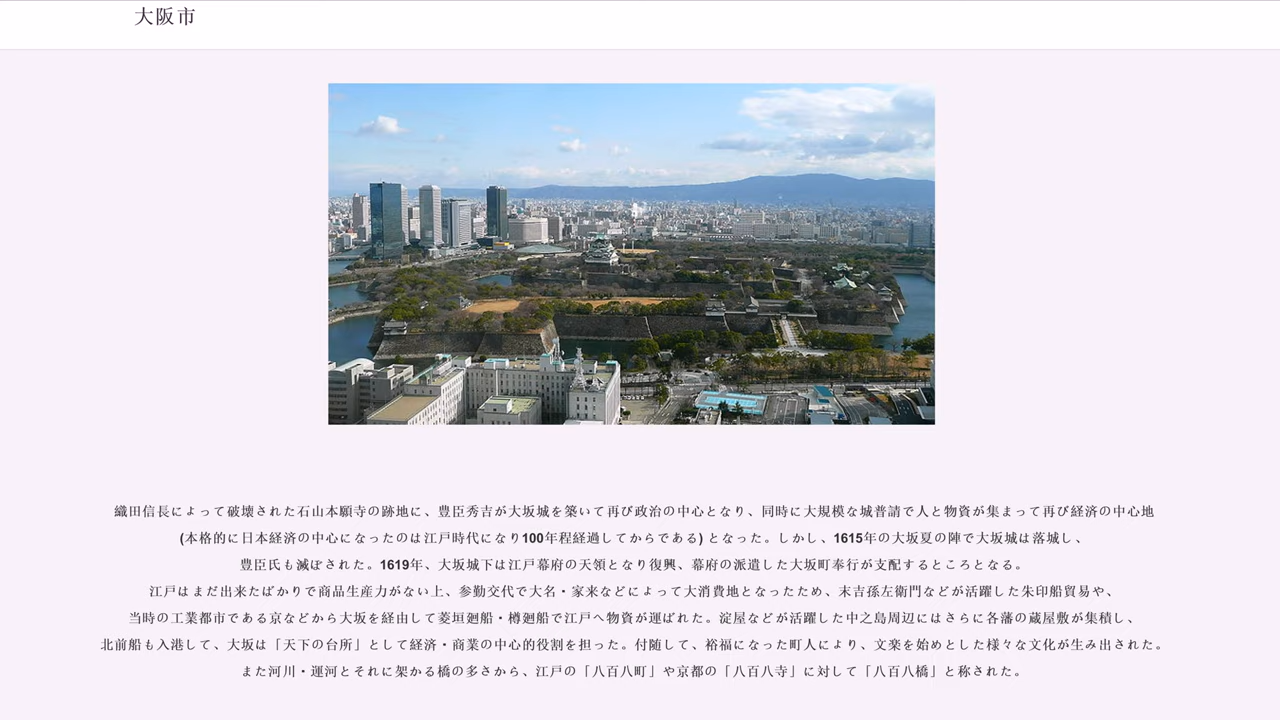 大阪市
織田信長によって破壊された石山本願寺の跡地に、豊臣秀吉が大坂城を築いて再び政治の中心となり、同時に大規模な城普請で人と物資が集まって再び経済の中心地
(本格的に日本経済の中心になったのは江戸時代になり100年程経過してからである) となった。しかし、1615年の大坂夏の陣で大坂城は落城し、
豊臣氏も滅ぼされた。1619年、大坂城下は江戸幕府の天領となり復興、幕府の派遣した大坂町奉行が支配するところとなる。
江戸はまだ出来たばかりで商品生産力がない上、参勤交代で大名・家来などによって大消費地となったため、末吉孫左衛門などが活躍した朱印船貿易や、
当時の工業都市である京などから大坂を経由して菱垣廻船・樽廻船で江戸へ物資が運ばれた。淀屋などが活躍した中之島周辺にはさらに各藩の蔵屋敷が集積し、
北前船も入港して、大坂は「天下の台所」として経済・商業の中心的役割を担った。付随して、裕福になった町人により、文楽を始めとした様々な文化が生み出された。
また河川・運河とそれに架かる橋の多さから、江戸の「八百八町」や京都の「八百八寺」に対して「八百八橋」と称された。